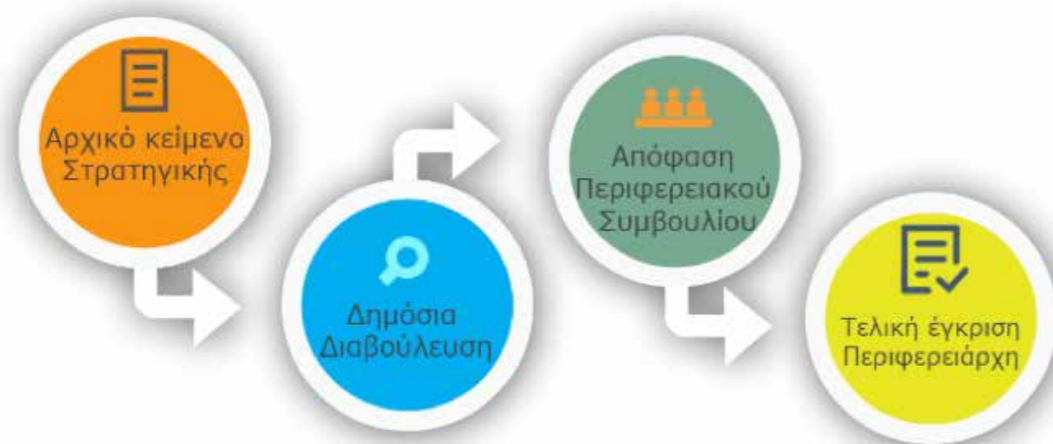 Αρχικό κείμενο
Στρατηγικής
Δημόσια
Διαβούλευση
Απόφαση
Περιφερειακού
Συμβουλίου
Τελική έγκριση
Περιφερειάρχη